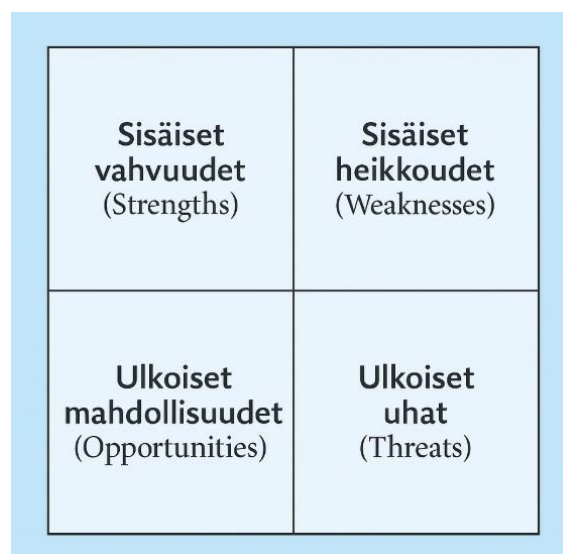 Sisäiset
vahvuudet
(Strengths)
Sisäiset
heikkoudet
(Weaknesses)
Ulkoiset
mahdollisuudet
(Opportunities)
Ulkoiset
uhat
(Threats)